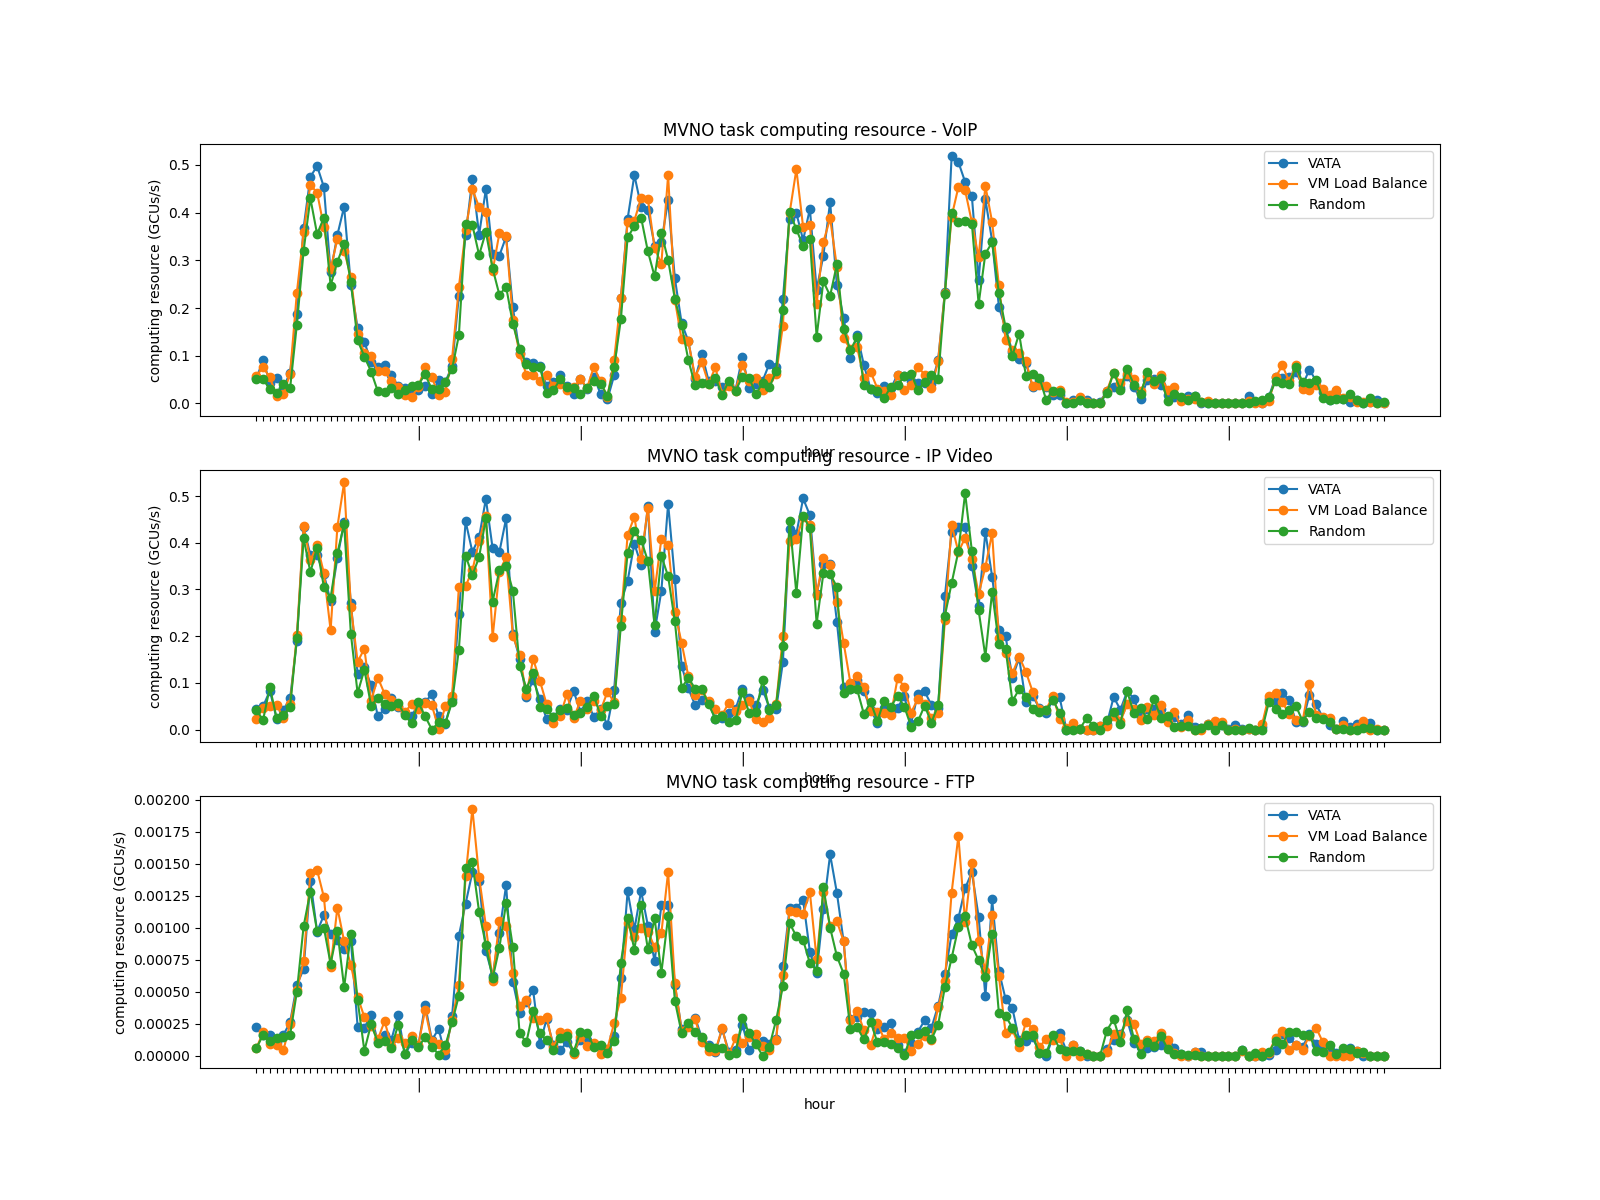 MVNO task computing resource - VoIP
computing resource (GCUs/s)
0.5
0.4
0.3
0.2
0.1
0.0
VATA
VM Load Balance
Random
hour
MVNO task computing resource - IP Video
computing resource (GCUs/s)
0.5
0.4
0.3
0.2
0.1
0.0
VATA
VM Load Balance
Random
hour
MVNO task computing resource - FTP
computing resource (GCUs/s)
0.00200
0.00175
0.00150
0.00125
0.00100
0.00075
0.00050
0.00025
0.00000
VATA
VM Load Balance
Random
hour